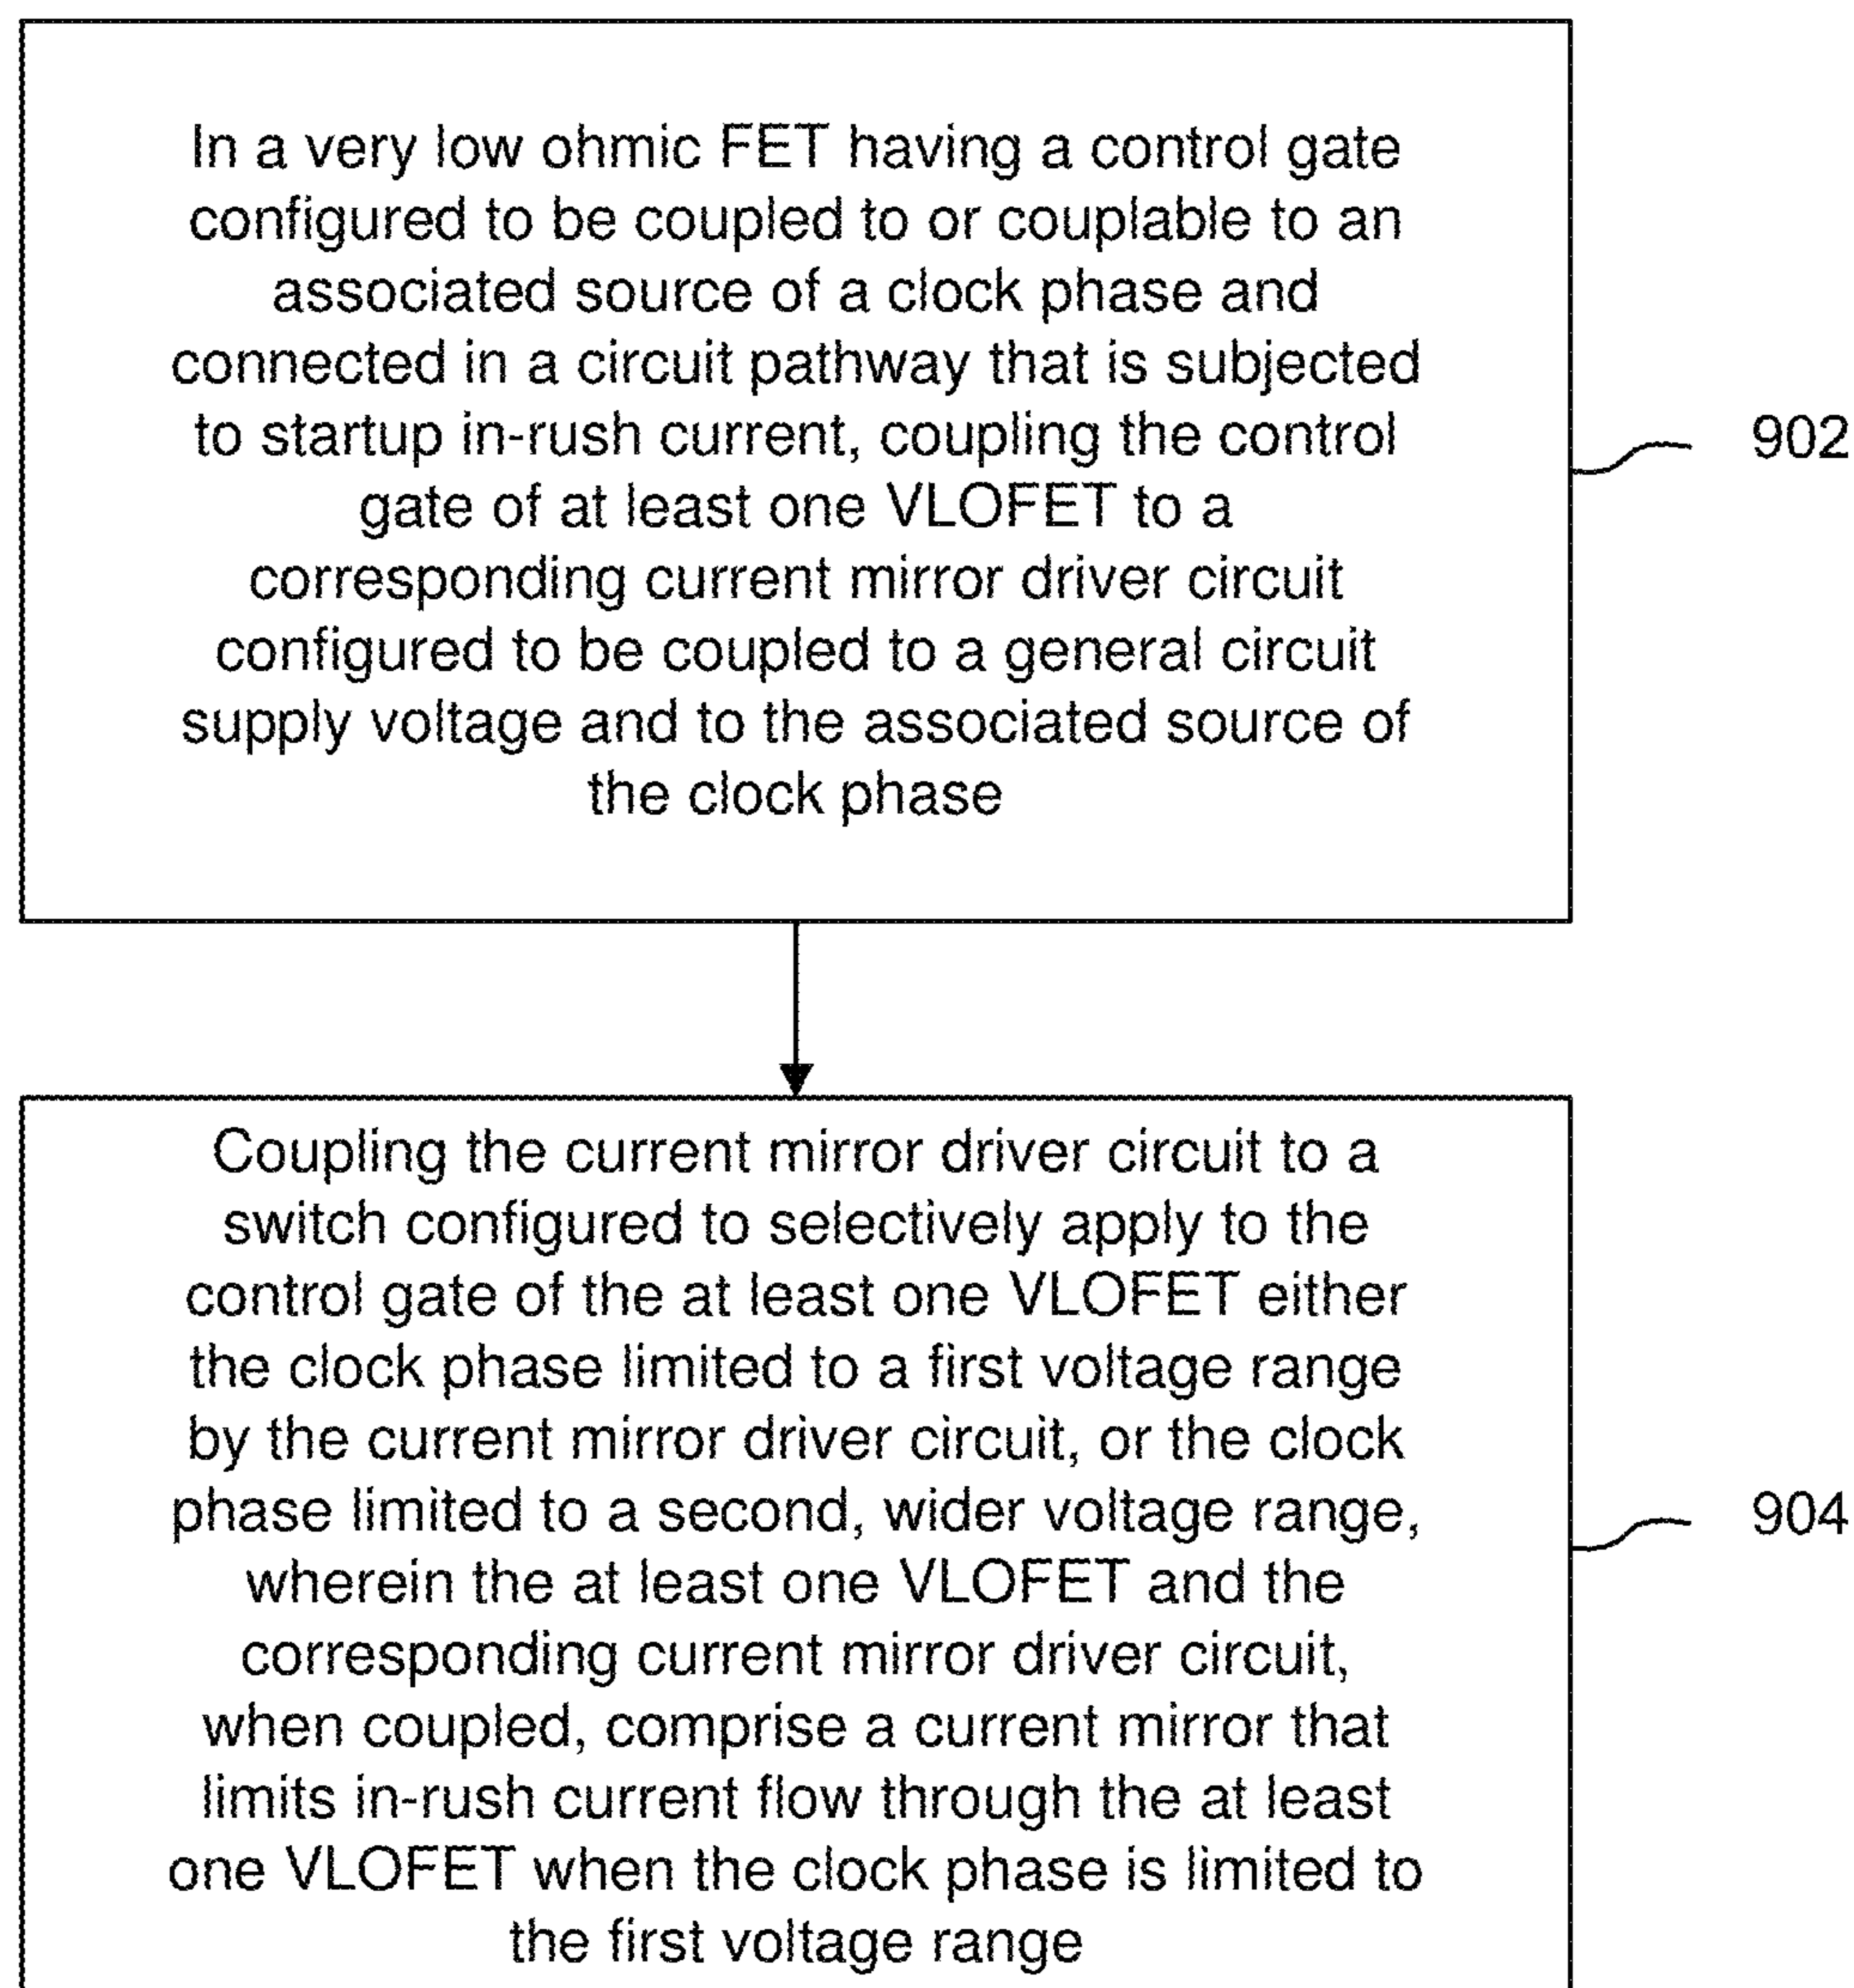 In a very low ohmic FET having a control gate
configured to be coupled to or couplable to an
associated source of a clock phase and
connected in a circuit pathway that is subjected
to startup in-rush current, coupling the control
gate of at least one VLOFET to a
corresponding current mirror driver circuit
configured to be coupled to a general circuit
supply voltage and to the associated source of
the clock phase
902
Coupling the current mirror driver circuit to a
switch configured to selectively apply to the
control gate of the at least one VLOFET either
the clock phase limited to a first voltage range
by the current mirror driver circuit, or the clock
phase limited to a second, wider voltage range,
wherein the at least one VLOFET and the
corresponding current mirror driver circuit,
when coupled, comprise a current mirror that
limits in-rush current flow through the at least
one VLOFET when the clock phase is limited to
the first voltage range
904